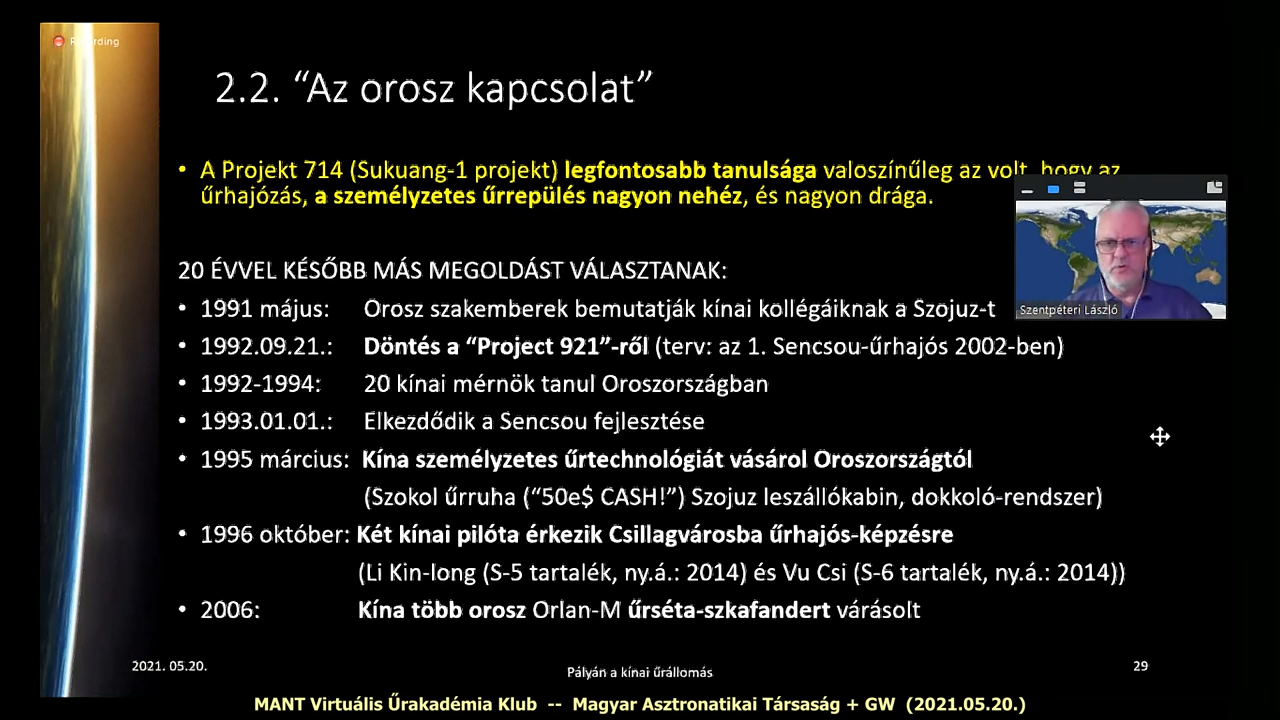 Recording
2.2. “Az orosz kapcsolat”
• A Projekt 714 (Sukuang-1 projekt) legfontosabb tanulsága valoszínűleg az volt, hogy az
űrhajózás, a személyzetes űrrepülés nagyon nehéz, és nagyon drága.
20 ÉVVEL KÉSŐBB MÁS MEGOLDÁST VÁLASZTANAK:
• 1991 május: Orosz szakemberek bemutatják kínai kollégáiknak a Szojuz-t
• 1992.09.21.: Döntés a “Project 921”-ről (terv: az 1. Sencsou-űrhajós 2002-ben)
• 1992-1994: 20 kínai mérnök tanul Oroszországban
• 1993.01.01.: Elkezdődik a Sencsou fejlesztése
• 1995 március: Kína személyzetes űrtechnológiát vásárol Oroszországtól
(Szokol űrruha (“50e$ CASH!”) Szojuz leszállókabin, dokkoló-rendszer)
• 1996 október: Két kínai pilóta érkezik Csillagvárosba űrhajós-képzésre
(Li Kin-long (S-5 tartalék, ny.á.: 2014) és Vu Csi (S-6 tartalék, ny.á.: 2014))
• 2006: Kína több orosz Orlan-M űrséta-szkafandert várásolt
Szentpéteri László
2021. 05.20.
Pályán a kínai űrállomás
29
MANT Virtuális Űrakadémia Klub -- Magyar Asztronatikai Társaság + GW (2021.05.20.)